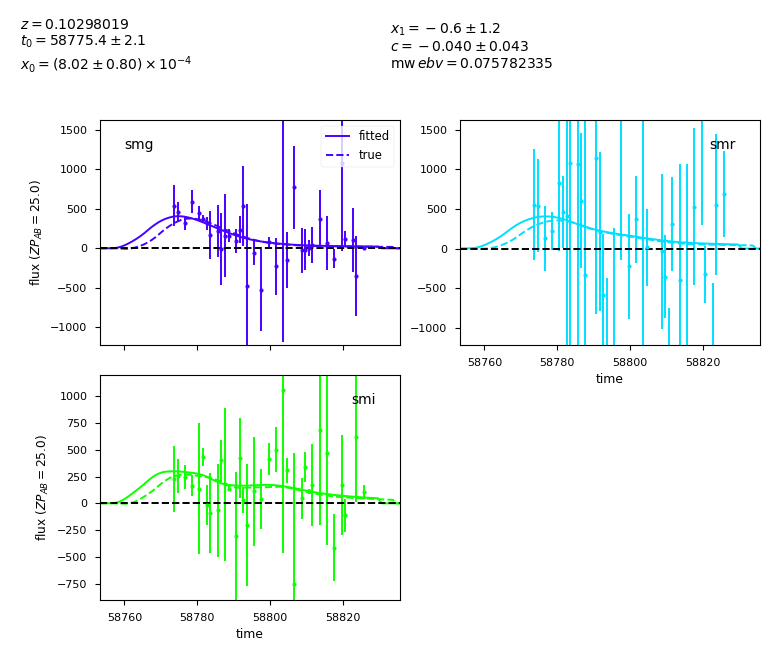 z = 0.10298019
t₀ = 58775.4 ± 2.1
x₀ = (8.02 ± 0.80) × 10⁻⁴
x₁ = −0.6 ± 1.2
c = −0.040 ± 0.043
mw ebv = 0.075782335
smg
fitted
true
1500
1000
500
0
−500
−1000
flux (ZP_AB = 25.0)
smr
1500
1000
500
0
−500
−1000
58760
58780
58800
58820
time
smi
1000
750
500
250
0
−250
−500
−750
flux (ZP_AB = 25.0)
58760
58780
58800
58820
time